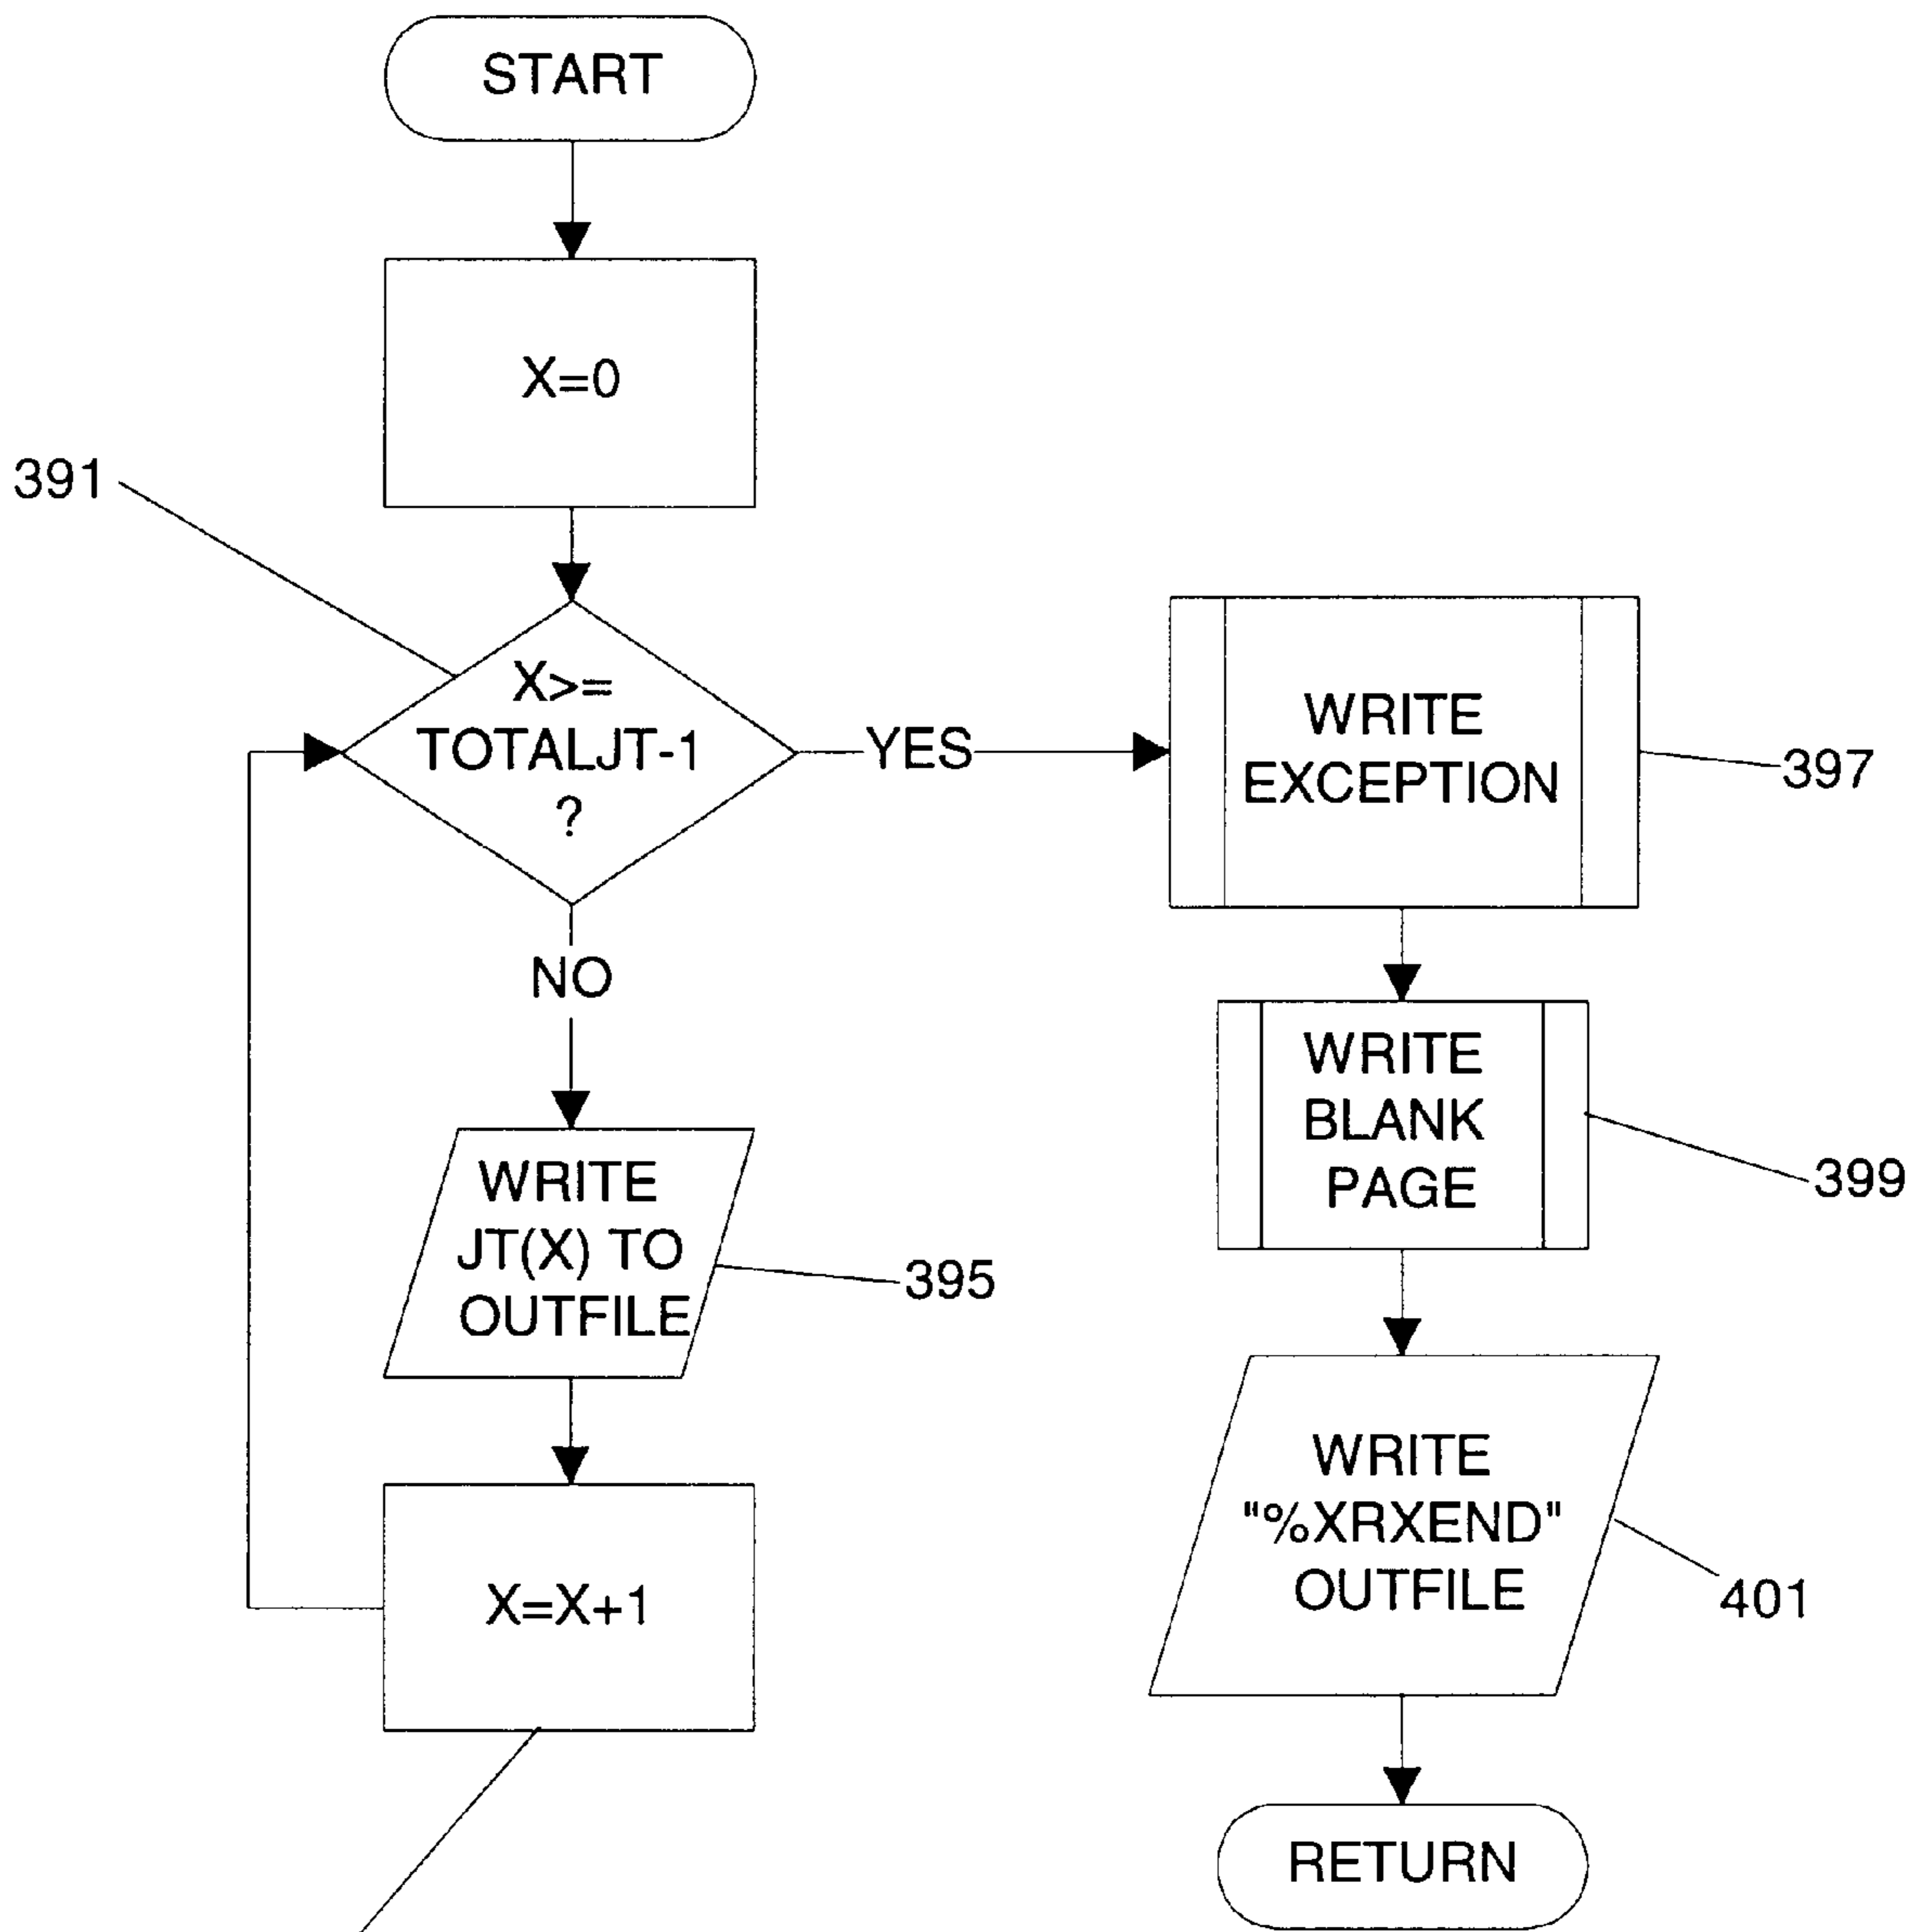 START
X=0
391
X>=
TOTALJT-1
?
YES
NO
WRITE
JT(X) TO
OUTFILE
395
X=X+1
WRITE
EXCEPTION
397
WRITE
BLANK
PAGE
399
WRITE
"%XRXEND"
OUTFILE
401
RETURN